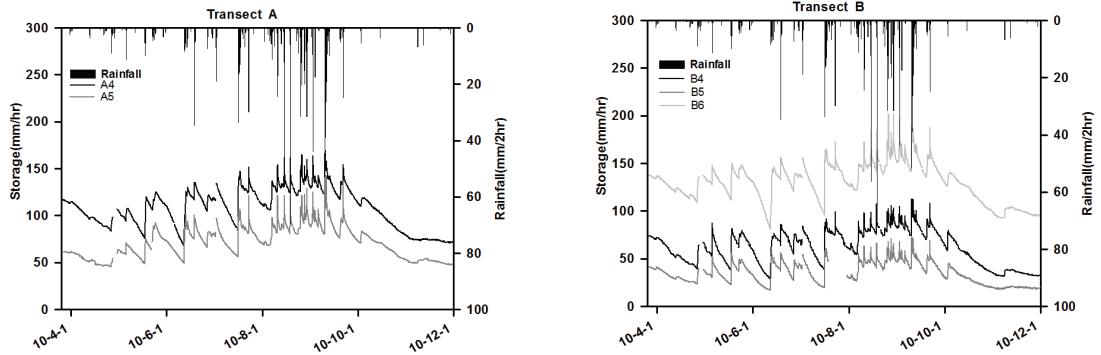 Transect A
300
250
200
150
100
50
0
Storage(mm/hr)
0
20
40
60
80
100
Rainfall(mm/2hr)
Rainfall
A4
A5
10-4-1
10-6-1
10-8-1
10-10-1
10-12-1
Transect B
300
250
200
150
100
50
0
Storage(mm/hr)
0
20
40
60
80
100
Rainfall(mm/2hr)
Rainfall
B4
B5
B6
10-4-1
10-6-1
10-8-1
10-10-1
10-12-1